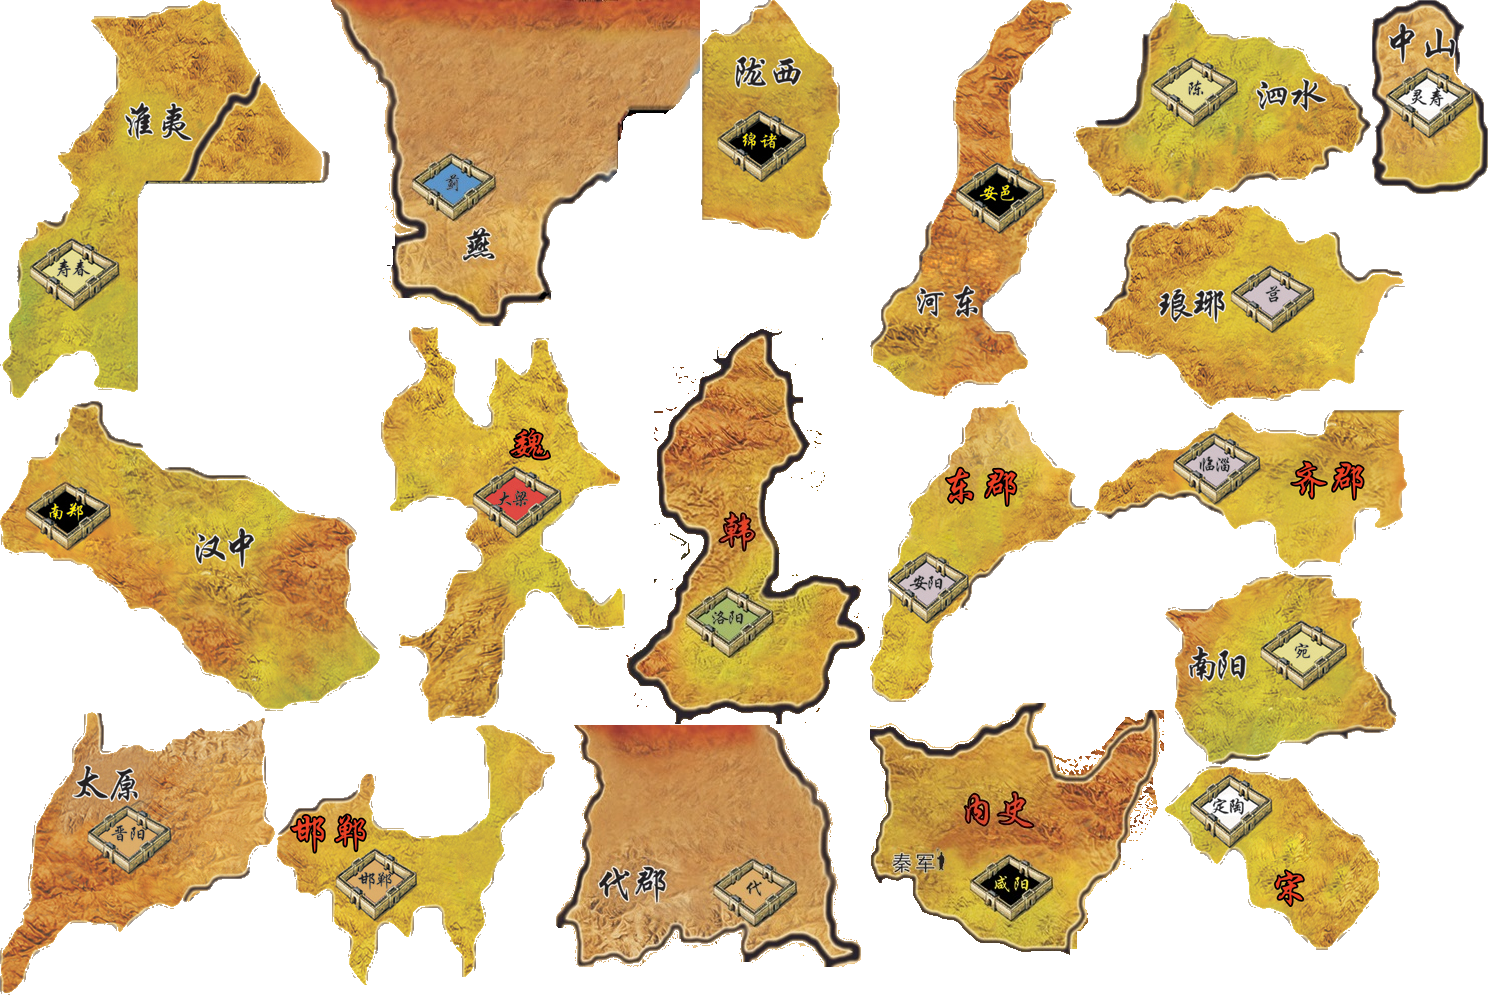 淮夷
寿春
蓟
燕
陇西
绵诸
安邑
河东
陈
泗水
中山
灵寿
琅琊
莒
南郑
汉中
魏
大梁
韩
洛阳
东郡
安阳
临淄
齐郡
南阳
宛
太原
晋阳
邯郸
邯郸
代郡
代
内史
秦军
咸阳
定陶
宋